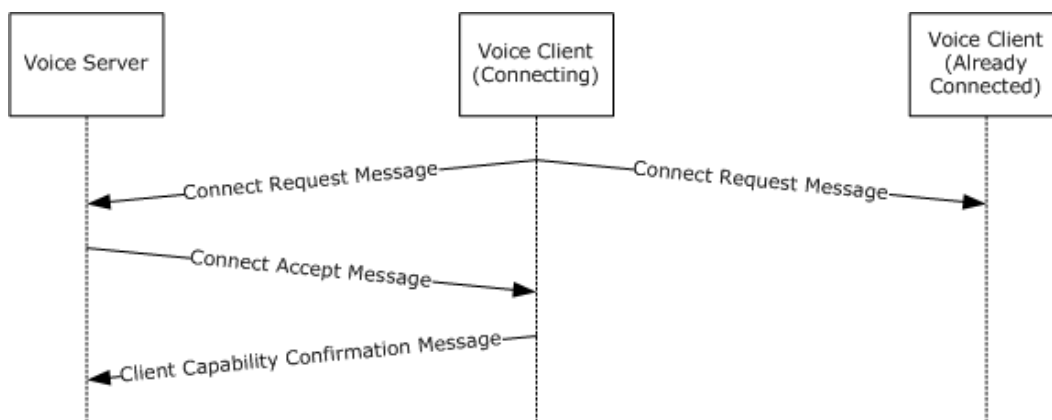 Voice Server
Voice Client
(Connecting)
Voice Client
(Already
Connected)
Connect Request Message
Connect Request Message
Connect Accept Message
Client Capability Confirmation Message